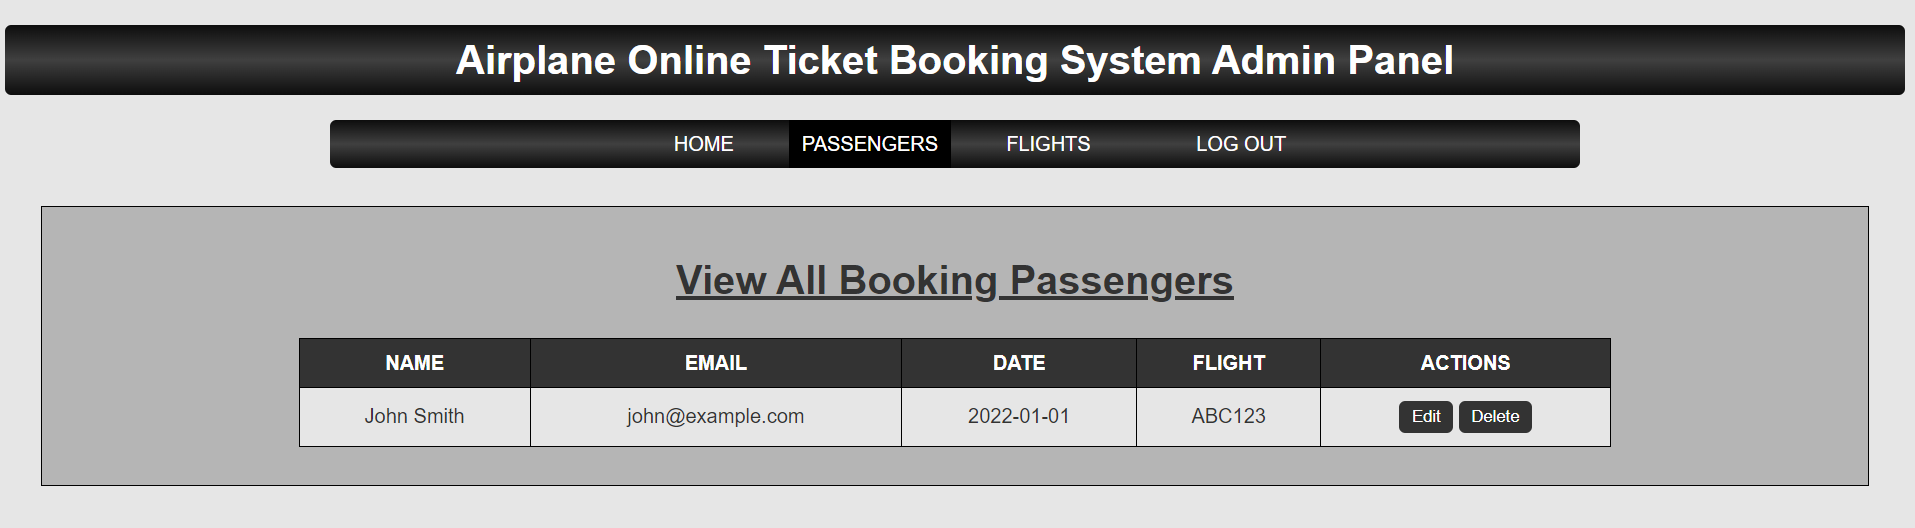 Airplane Online Ticket Booking System Admin Panel
HOME PASSENGERS FLIGHTS LOG OUT
View All Booking Passengers
NAME EMAIL DATE FLIGHT ACTIONS
John Smith john@example.com 2022-01-01 ABC123 Edit Delete